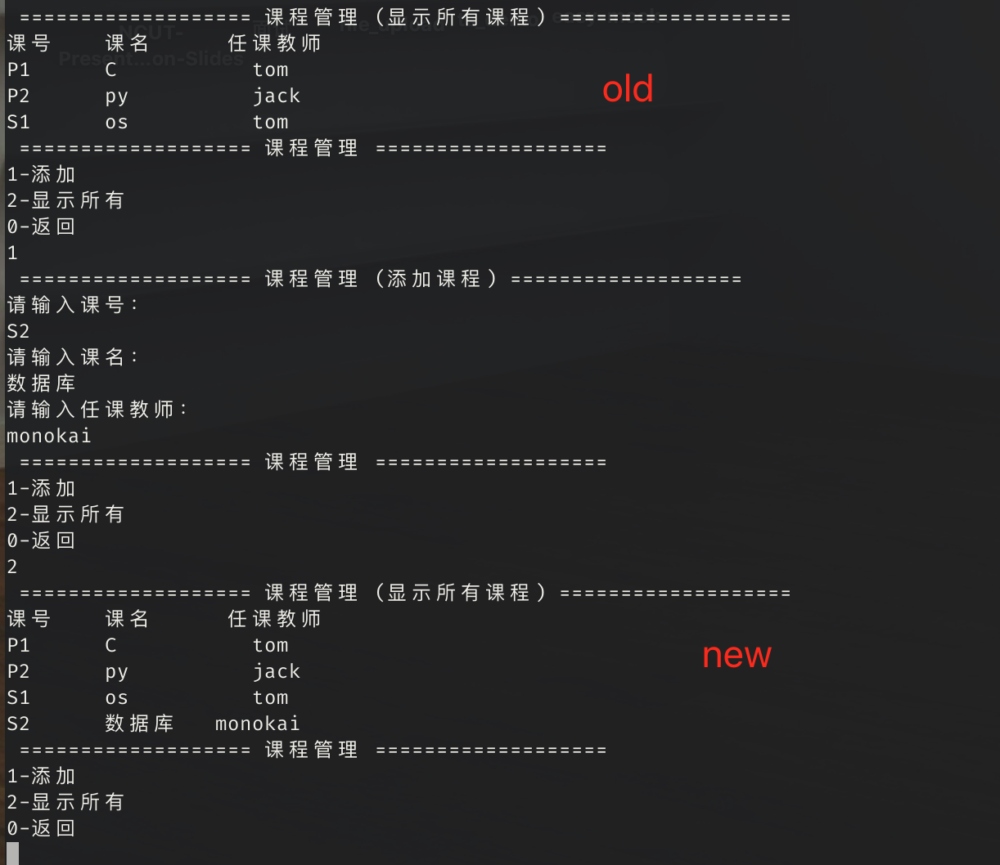 =================== 课程管理（显示所有课程）===================
课号 课名 任课教师
P1 C tom
P2 py jack
S1 os tom
old
=================== 课程管理 ===================
1-添加
2-显示所有
0-返回
1
=================== 课程管理（添加课程）===================
请输入课号：
S2
请输入课名：
数据库
请输入任课教师：
monokai
=================== 课程管理 ===================
1-添加
2-显示所有
0-返回
2
=================== 课程管理（显示所有课程）===================
课号 课名 任课教师
P1 C tom
P2 py jack
S1 os tom
S2 数据库 monokai
new
=================== 课程管理 ===================
1-添加
2-显示所有
0-返回
NCUT-
Present...on-Slides